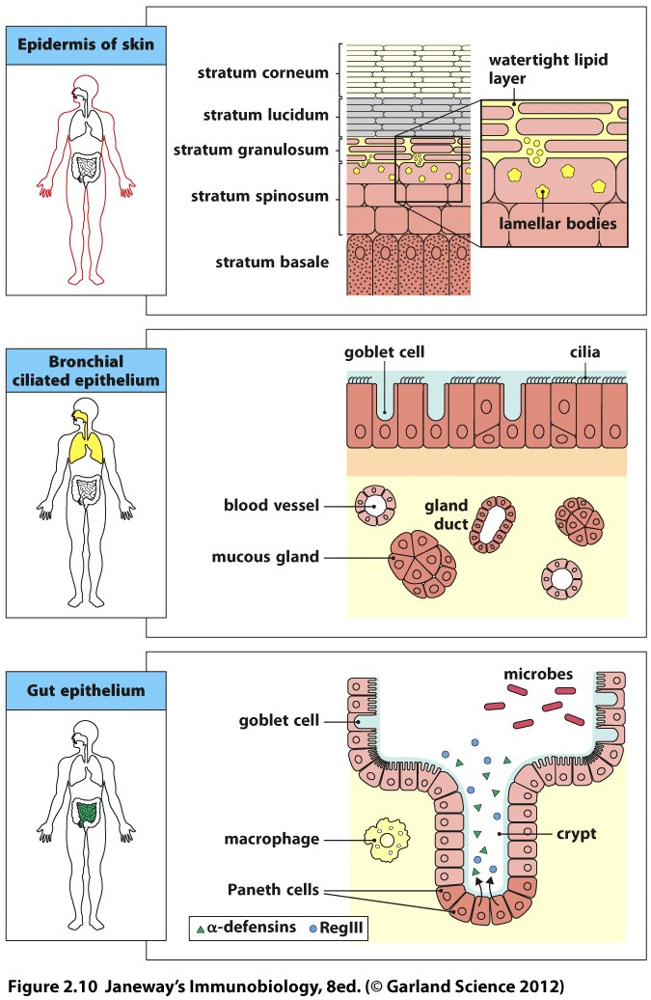 Epidermis of skin
stratum corneum
stratum lucidum
stratum granulosum
stratum spinosum
stratum basale
watertight lipid
layer
lamellar bodies
Bronchial
ciliated epithelium
goblet cell
cilia
blood vessel
gland
duct
mucous gland
Gut epithelium
microbes
goblet cell
macrophage
crypt
Paneth cells
α-defensins RegIII
Figure 2.10 Janeway’s Immunobiology, 8ed. (© Garland Science 2012)